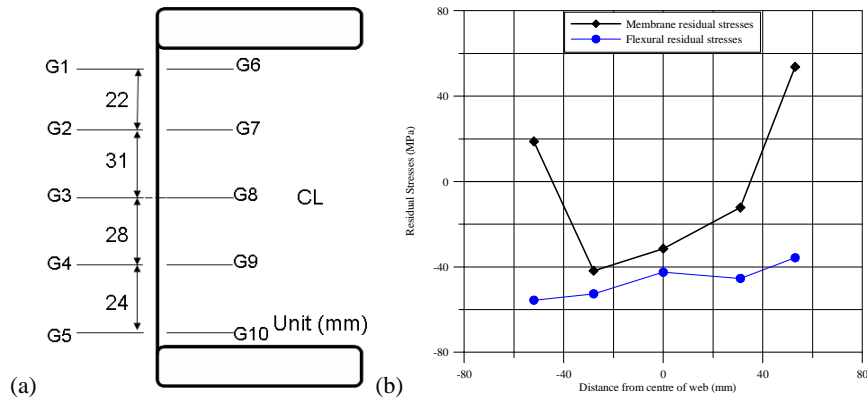 G1
G6
22
G2
G7
31
G3
G8
CL
28
G4
G9
24
Unit (mm)
G5
G10
(a)
Membrane residual stresses
Flexural residual stresses
80
40
0
-40
-80
Residual Stresses (MPa)
-80
-40
0
40
80
Distance from centre of web (mm)
(b)